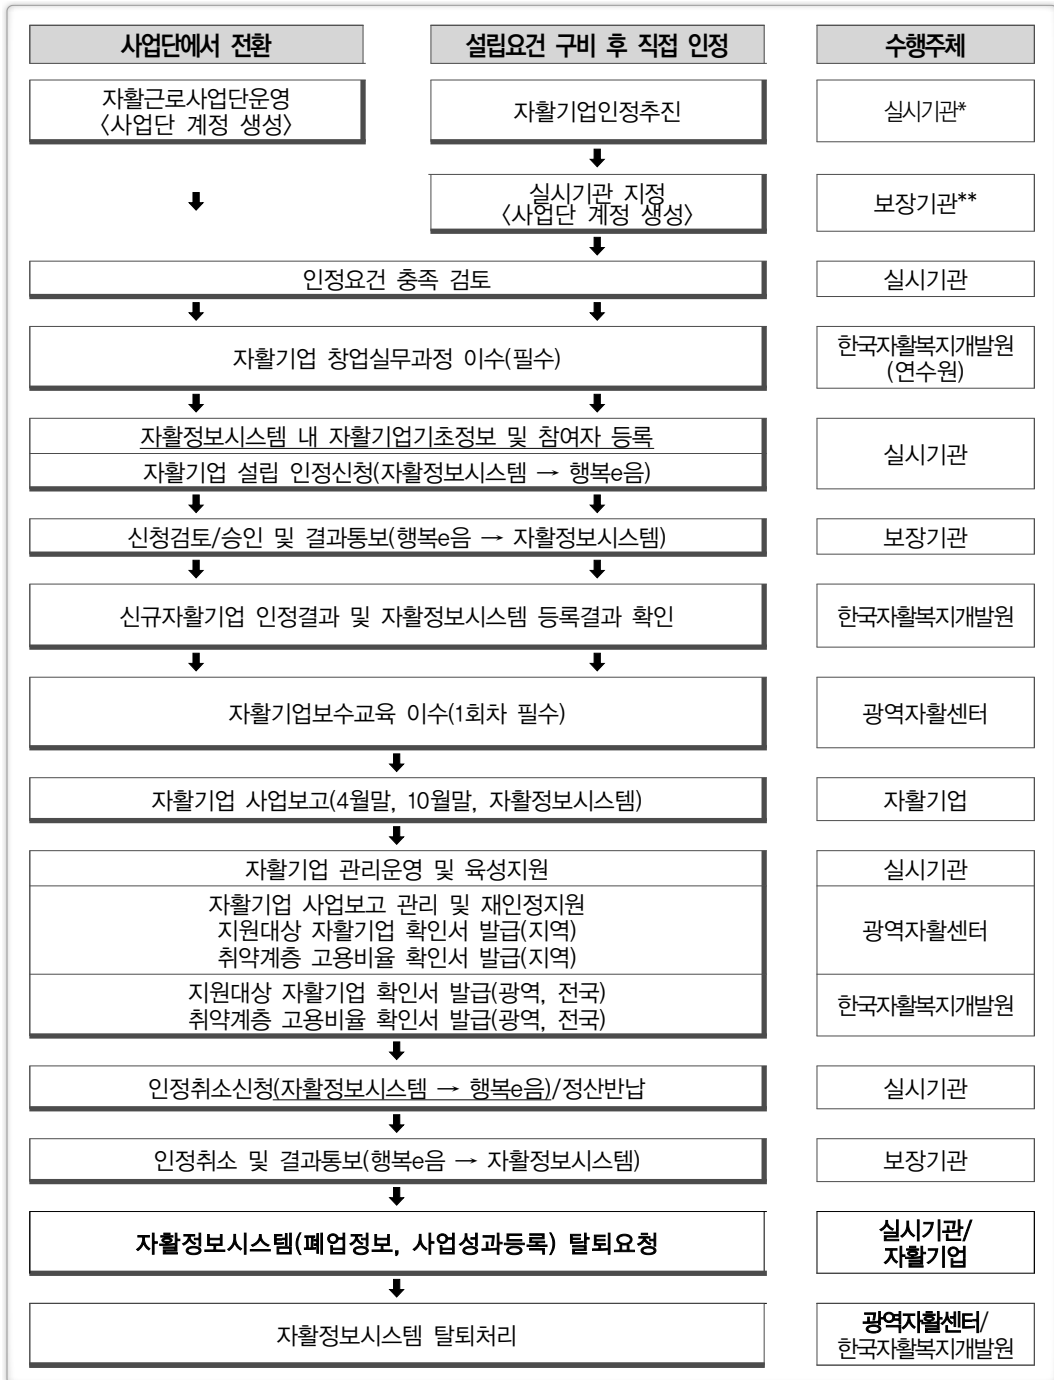 사업단에서 전환
설립요건 구비 후 직접 인정
수행주체
자활근로사업단운영
〈사업단 계정 생성〉
자활기업인정추진
실시기관*
실시기관 지정
〈사업단 계정 생성〉
보장기관**
인정요건 충족 검토
실시기관
자활기업 창업실무과정 이수(필수)
한국자활복지개발원
(연수원)
자활정보시스템 내 자활기업기초정보 및 참여자 등록
자활기업 설립 인정신청(자활정보시스템 → 행복e음)
실시기관
신청검토/승인 및 결과통보(행복e음 → 자활정보시스템)
보장기관
신규자활기업 인정결과 및 자활정보시스템 등록결과 확인
한국자활복지개발원
자활기업보수교육 이수(1회차 필수)
광역자활센터
자활기업 사업보고(4월말, 10월말, 자활정보시스템)
자활기업
자활기업 관리운영 및 육성지원
실시기관
자활기업 사업보고 관리 및 재인정지원
지원대상 자활기업 확인서 발급(지역)
취약계층 고용비율 확인서 발급(지역)
광역자활센터
지원대상 자활기업 확인서 발급(광역, 전국)
취약계층 고용비율 확인서 발급(광역, 전국)
한국자활복지개발원
인정취소신청(자활정보시스템 → 행복e음)/정산반납
실시기관
인정취소 및 결과통보(행복e음 → 자활정보시스템)
보장기관
자활정보시스템(폐업정보, 사업성과등록) 탈퇴요청
실시기관/
자활기업
자활정보시스템 탈퇴처리
광역자활센터/
한국자활복지개발원